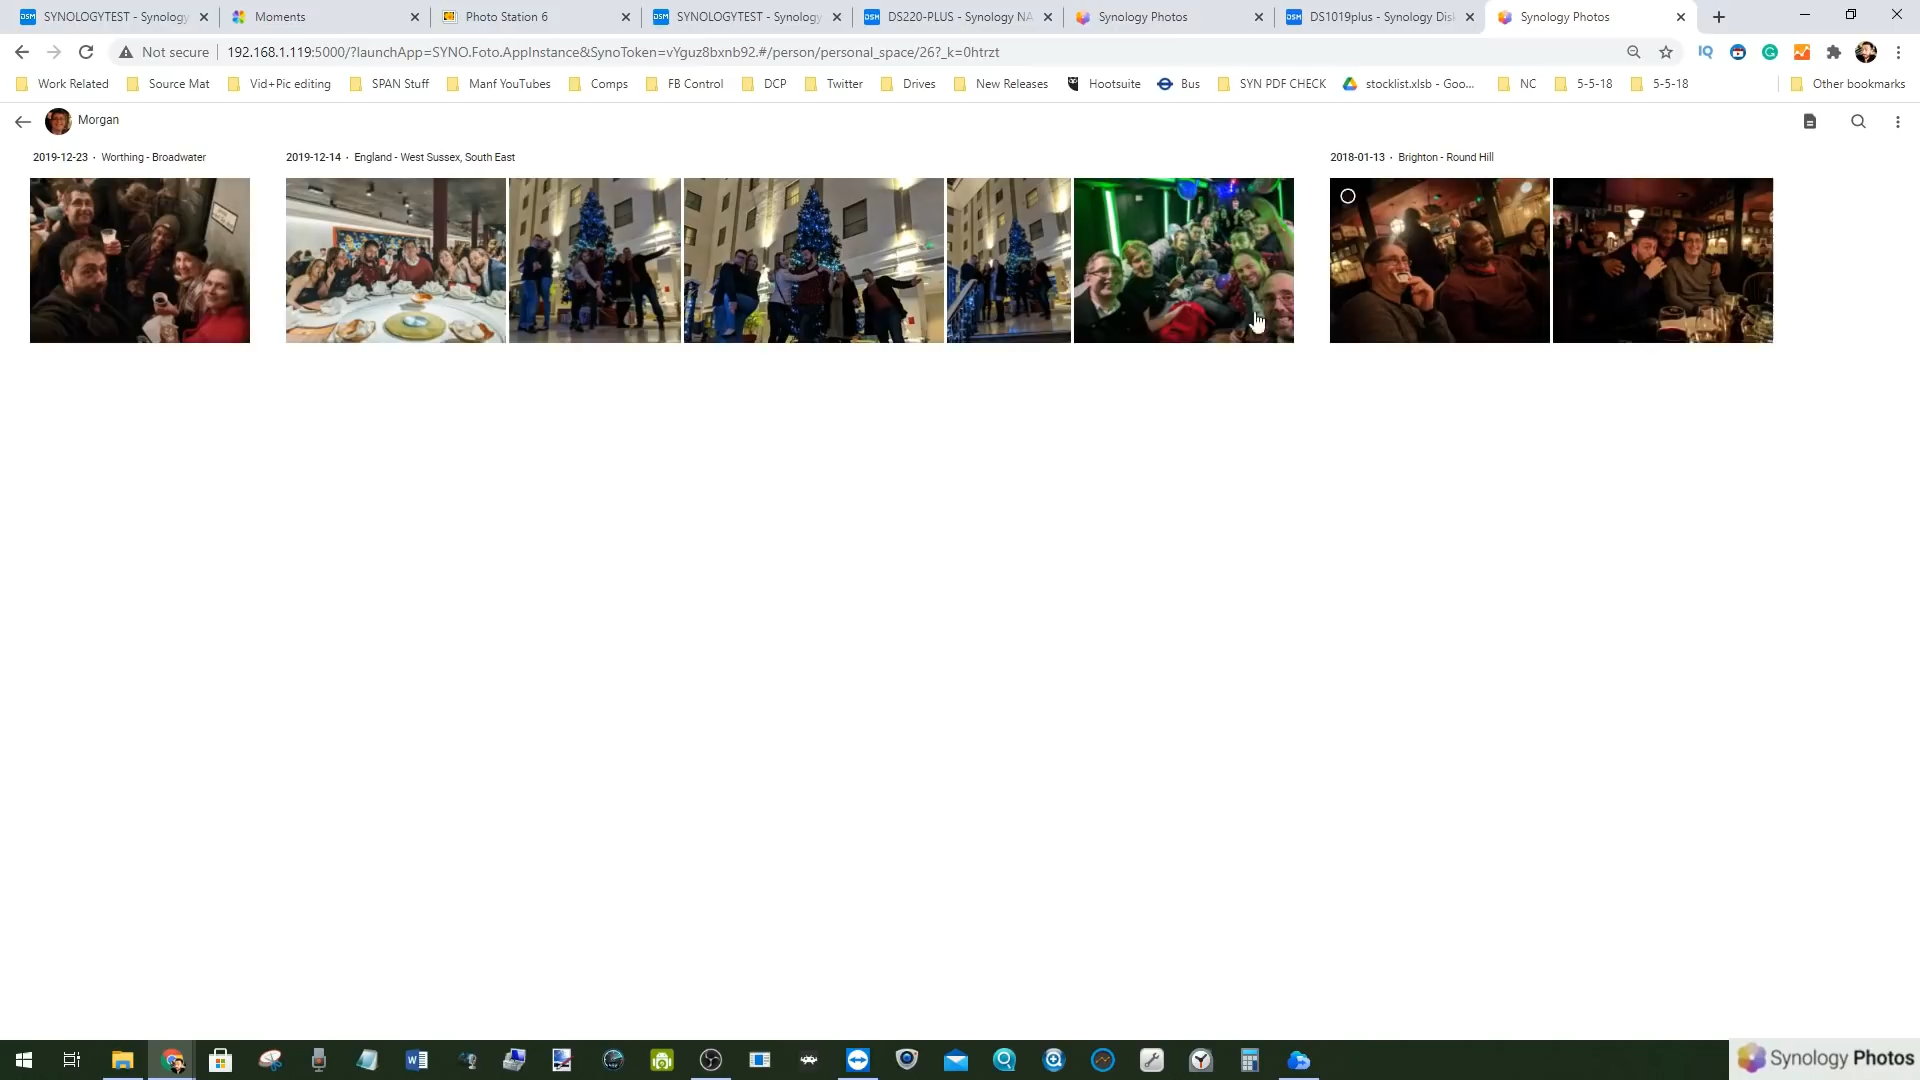 SYNOLOGYTEST - Synology
Moments
Photo Station 6
SYNOLOGYTEST - Synology
DS220-PLUS - Synology NA
Synology Photos
DS1019plus - Synology Dis
Synology Photos
Not secure
192.168.1.119:5000/?launchApp=SYNO.Foto.AppInstance&SynoToken=vYguz8bxnb92.#/person/personal_space/26?_k=0htrzt
IQ
Work Related
Source Mat
Vid+Pic editing
SPAN Stuff
Manf YouTubes
Comps
FB Control
DCP
Twitter
Drives
New Releases
Hootsuite
Bus
SYN PDF CHECK
stocklist.xlsb - Goo...
NC
5-5-18
5-5-18
Other bookmarks
Morgan
2019-12-23 · Worthing - Broadwater
2019-12-14 · England - West Sussex, South East
2018-01-13 · Brighton - Round Hill
Synology Photos